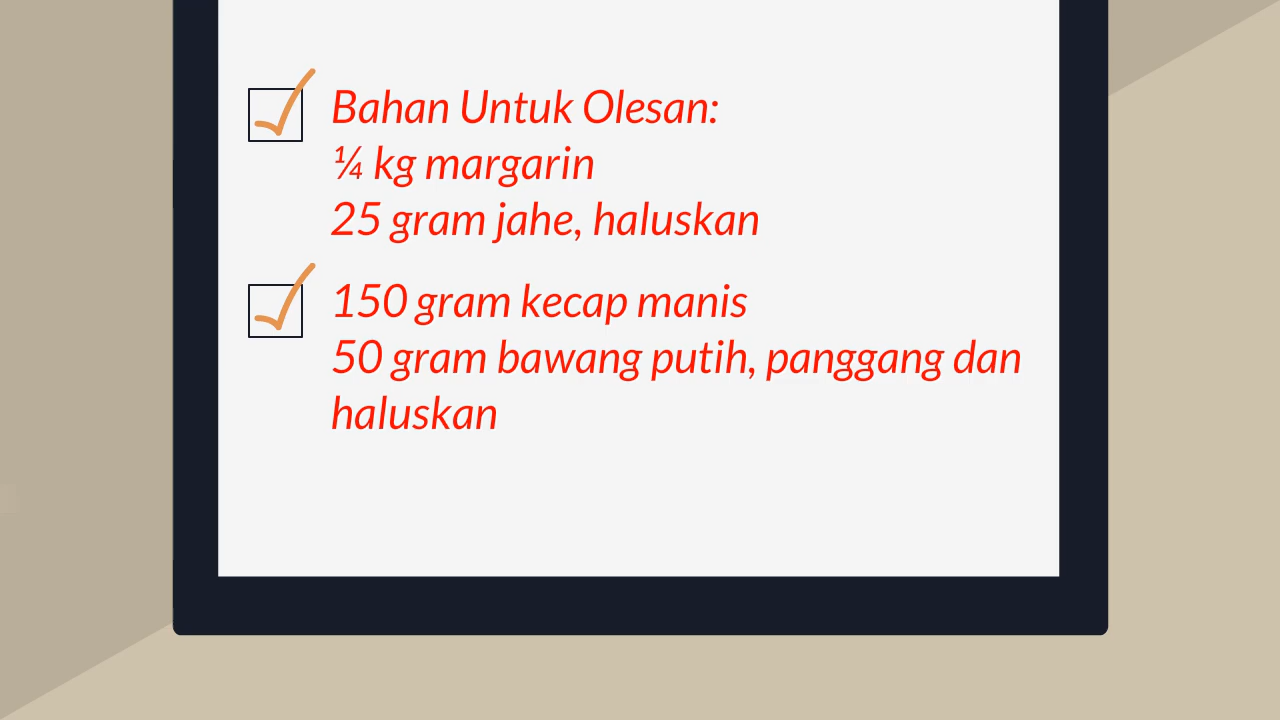 Bahan Untuk Olesan:
¼ kg margarin
25 gram jahe, haluskan
150 gram kecap manis
50 gram bawang putih, panggang dan
haluskan